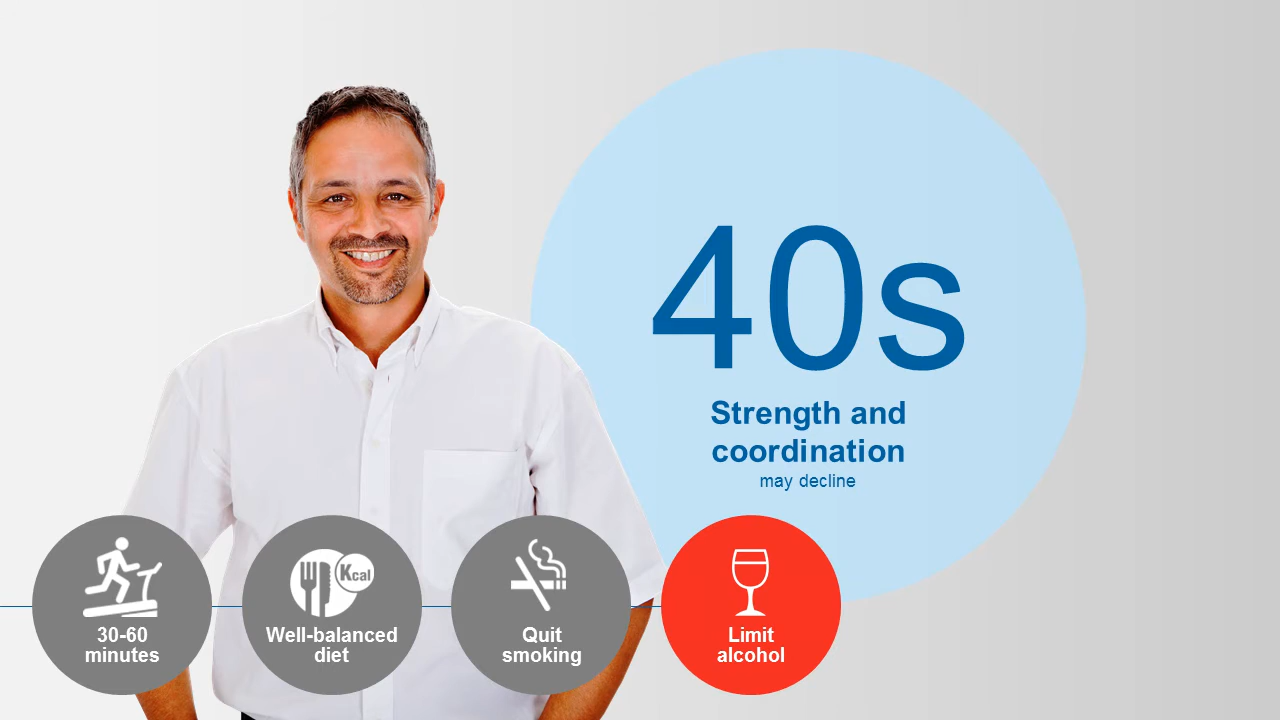 40s
Strength and
coordination
may decline
30-60
minutes
Kcal
Well-balanced
diet
Quit
smoking
Limit
alcohol